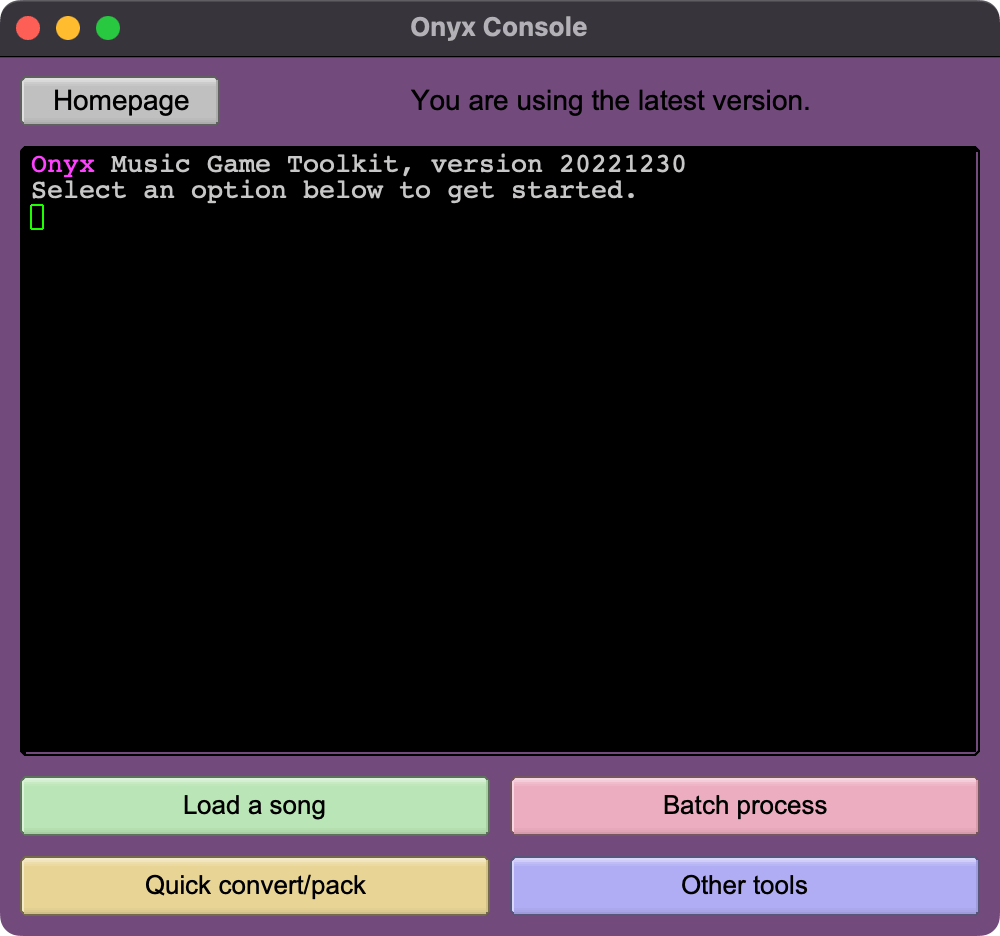 Onyx Console
Homepage
You are using the latest version.
Onyx Music Game Toolkit, version 20221230
Select an option below to get started.
Load a song
Batch process
Quick convert/pack
Other tools